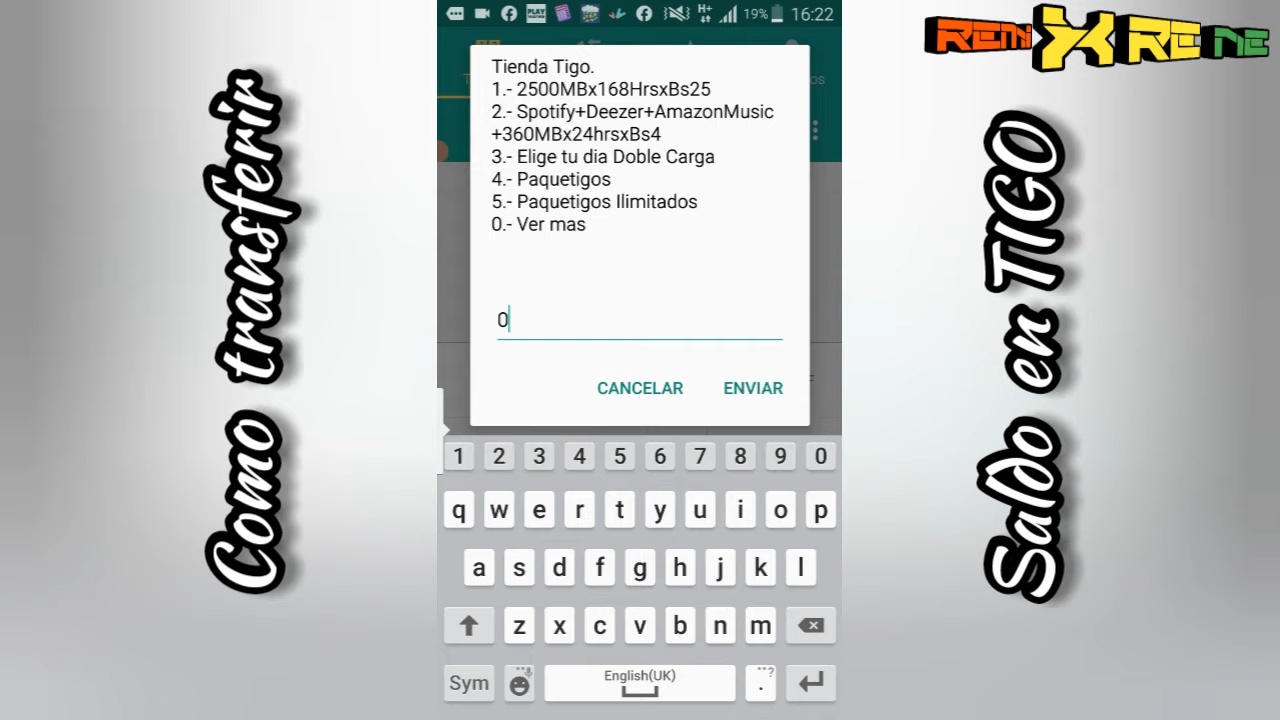 Como transferir
19% 16:22
Tienda Tigo.
1.- 2500MBx168HrsxBs25
2.- Spotify+Deezer+AmazonMusic
+360MBx24hrsxBs4
3.- Elige tu dia Doble Carga
4.- Paquetigos
5.- Paquetigos Ilimitados
0.- Ver mas
0
CANCELAR ENVIAR
1 2 3 4 5 6 7 8 9 0
q w e r t y u i o p
a s d f g h j k l
z x c v b n m
Sym English(UK) .
Saldo en TIGO